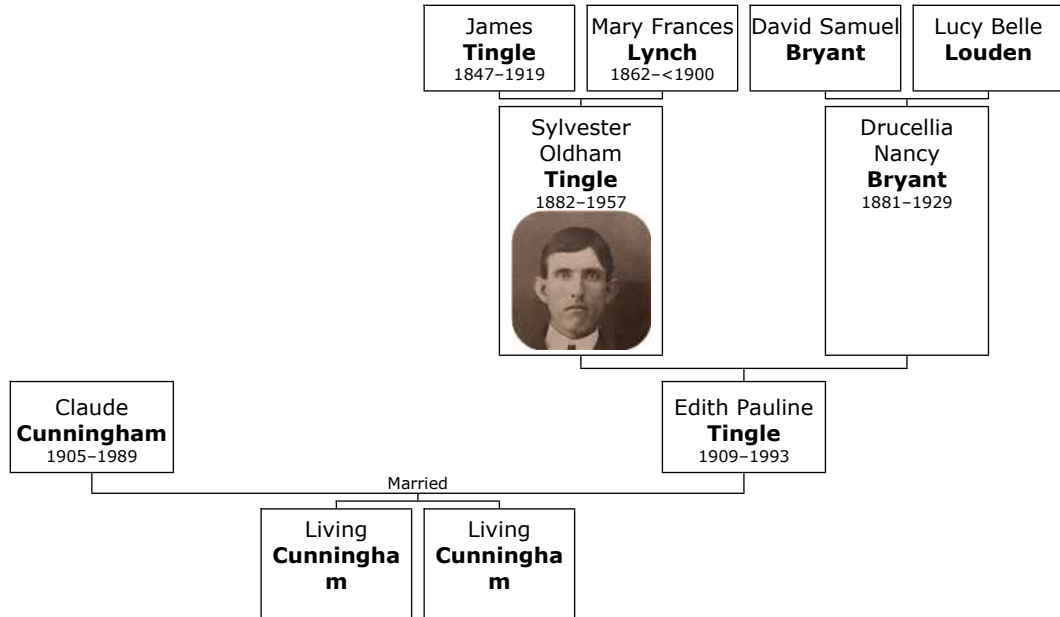 James
Tingle
1847–1919
Mary Frances
Lynch
1862–<1900
David Samuel
Bryant
Lucy Belle
Louden
Sylvester
Oldham
Tingle
1882–1957
Drucellia
Nancy
Bryant
1881–1929
Claude
Cunningham
1905–1989
Edith Pauline
Tingle
1909–1993
Married
Living
Cunningha
m
Living
Cunningha
m